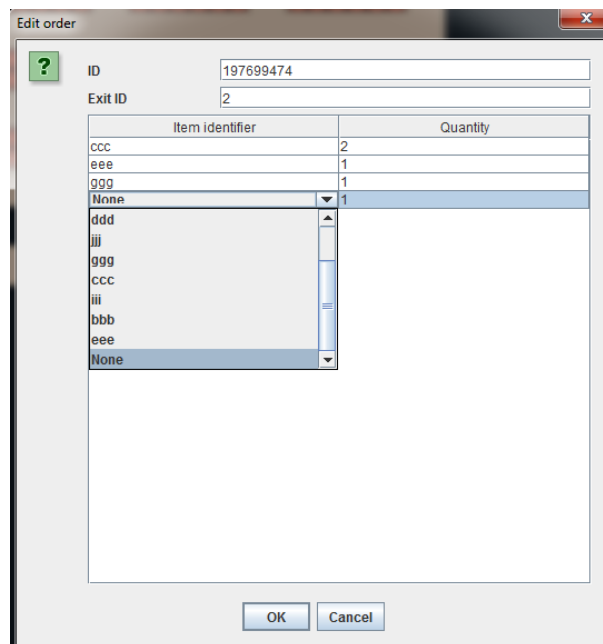 Edit order
ID 197699474
Exit ID 2
Item identifier Quantity
ccc 2
eee 1
ggg 1
None 1
ddd
jjj
ggg
ccc
iii
bbb
eee
None
OK Cancel